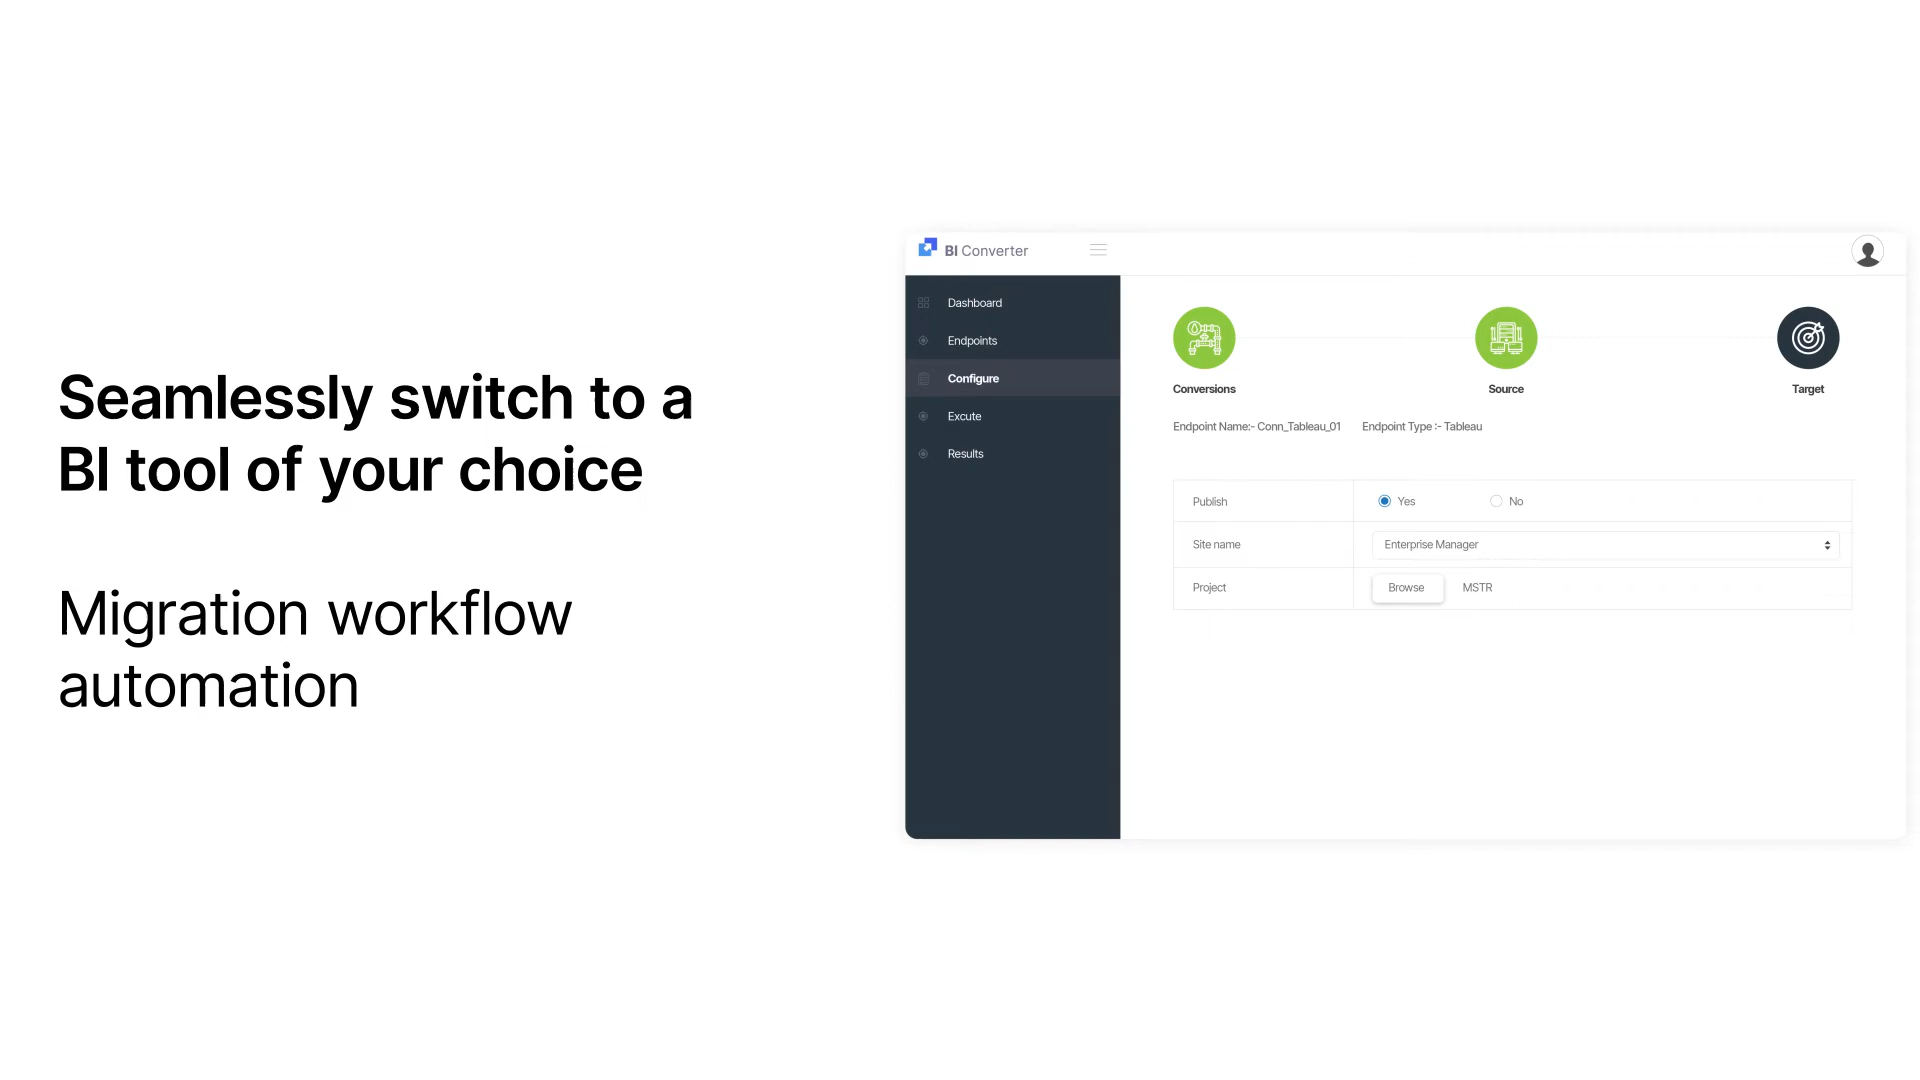 Seamlessly switch to a
BI tool of your choice
Migration workflow
automation
BI Converter
Dashboard
Endpoints
Configure
Excute
Results
Conversions
Source
Target
Endpoint Name:- Conn_Tableau_01 Endpoint Type :- Tableau
Publish Yes No
Site name Enterprise Manager
Project Browse MSTR